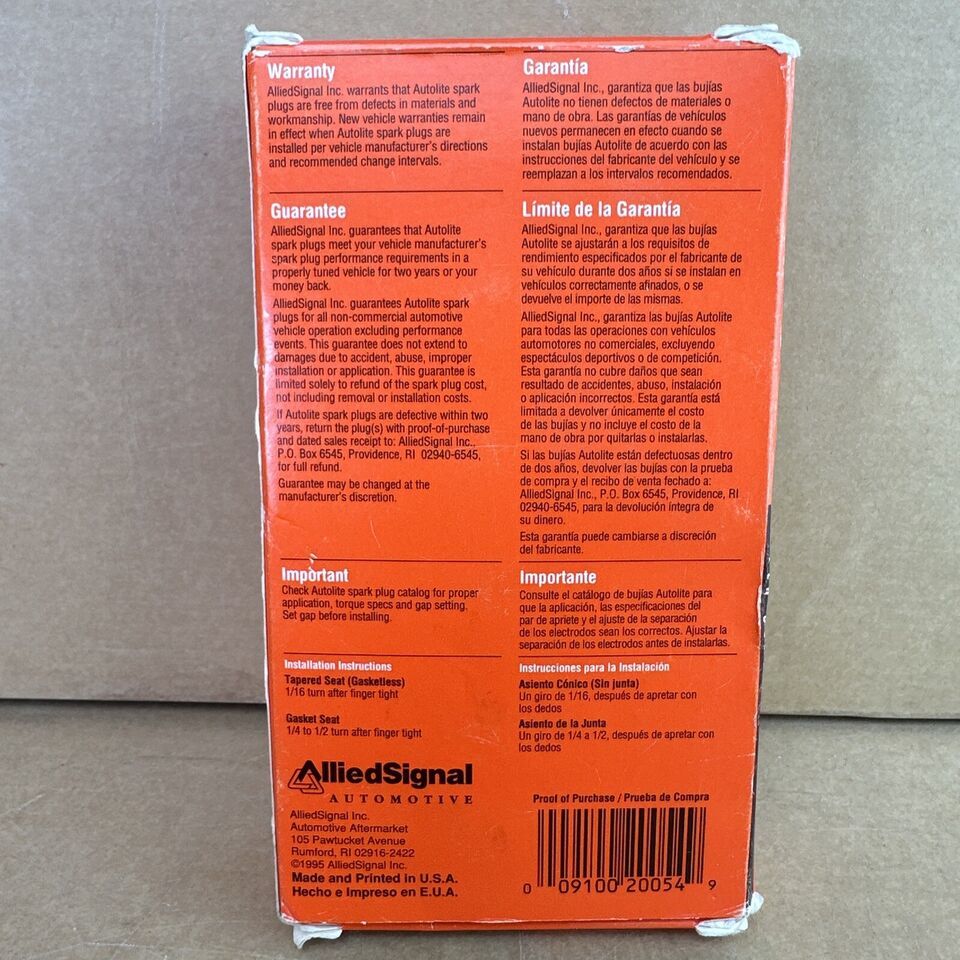 Warranty
AlliedSignal Inc. warrants that Autolite spark
plugs are free from defects in materials and
workmanship. New vehicle warranties remain
in effect when Autolite spark plugs are
installed per vehicle manufacturer's directions
and recommended change intervals.
Guarantee
AlliedSignal Inc. guarantees that Autolite
spark plugs meet your vehicle manufacturer's
spark plug performance requirements in a
properly tuned vehicle for two years or your
money back.
AlliedSignal Inc. guarantees Autolite spark
plugs for all non-commercial automotive
vehicle operation excluding performance
events. This guarantee does not extend to
damages due to accident, abuse, improper
installation or application. This guarantee is
limited solely to refund of the spark plug cost,
not including removal or installation costs.
If Autolite spark plugs are defective within two
years, return the plug(s) with proof-of-purchase
and dated sales receipt to: AlliedSignal Inc.,
P.O. Box 6545, Providence, RI 02940-6545,
for full refund.
Guarantee may be changed at the
manufacturer's discretion.
Important
Check Autolite spark plug catalog for proper
application, torque specs and gap setting.
Set gap before installing.
Installation Instructions
Tapered Seat (Gasketless)
1/16 turn after finger tight
Gasket Seat
1/4 to 1/2 turn after finger tight
AlliedSignal
AUTOMOTIVE
AlliedSignal Inc.
Automotive Aftermarket
105 Pawtucket Avenue
Rumford, RI 02916-2422
©1995 AlliedSignal Inc.
Made and Printed in U.S.A.
Hecho e Impreso en E.U.A.
Garantía
AlliedSignal Inc., garantiza que las bujías
Autolite no tienen defectos de materiales o
mano de obra. Las garantías de vehículos
nuevos permanecen en efecto cuando se
instalan bujías Autolite de acuerdo con las
instrucciones del fabricante del vehículo y se
reemplazan a los intervalos recomendados.
Límite de la Garantía
AlliedSignal Inc., garantiza que las bujías
Autolite se ajustarán a los requisitos de
rendimiento especificados por el fabricante de
su vehículo durante dos años si se instalan en
vehículos correctamente afinados, o se
devuelve el importe de las mismas.
AlliedSignal Inc., garantiza las bujías Autolite
para todas las operaciones con vehículos
automotores no comerciales, excluyendo
espectáculos deportivos o de competición.
Esta garantía no cubre daños que sean
resultado de accidentes, abuso, instalación
o aplicación incorrectos. Esta garantía está
limitada a devolver únicamente el costo
de las bujías y no incluye el costo de la
mano de obra por quitarlas o instalarlas.
Si las bujías Autolite están defectuosas dentro
de dos años, devolver las bujías con la prueba
de compra y el recibo de venta fechado a:
AlliedSignal Inc., P.O. Box 6545, Providence, RI
02940-6545, para la devolución íntegra de
su dinero.
Esta garantía puede cambiarse a discreción
del fabricante.
Importante
Consulte el catálogo de bujías Autolite para
que la aplicación, las especificaciones del
par de apriete y el ajuste de la separación
de los electrodos sean los correctos. Ajustar la
separación de los electrodos antes de instalarlas.
Instrucciones para la Instalación
Asiento Cónico (Sin junta)
Un giro de 1/16, después de apretar con
los dedos
Asiento de la Junta
Un giro de 1/4 a 1/2, después de apretar con
los dedos
Proof of Purchase / Prueba de Compra
0 09100 20054 9